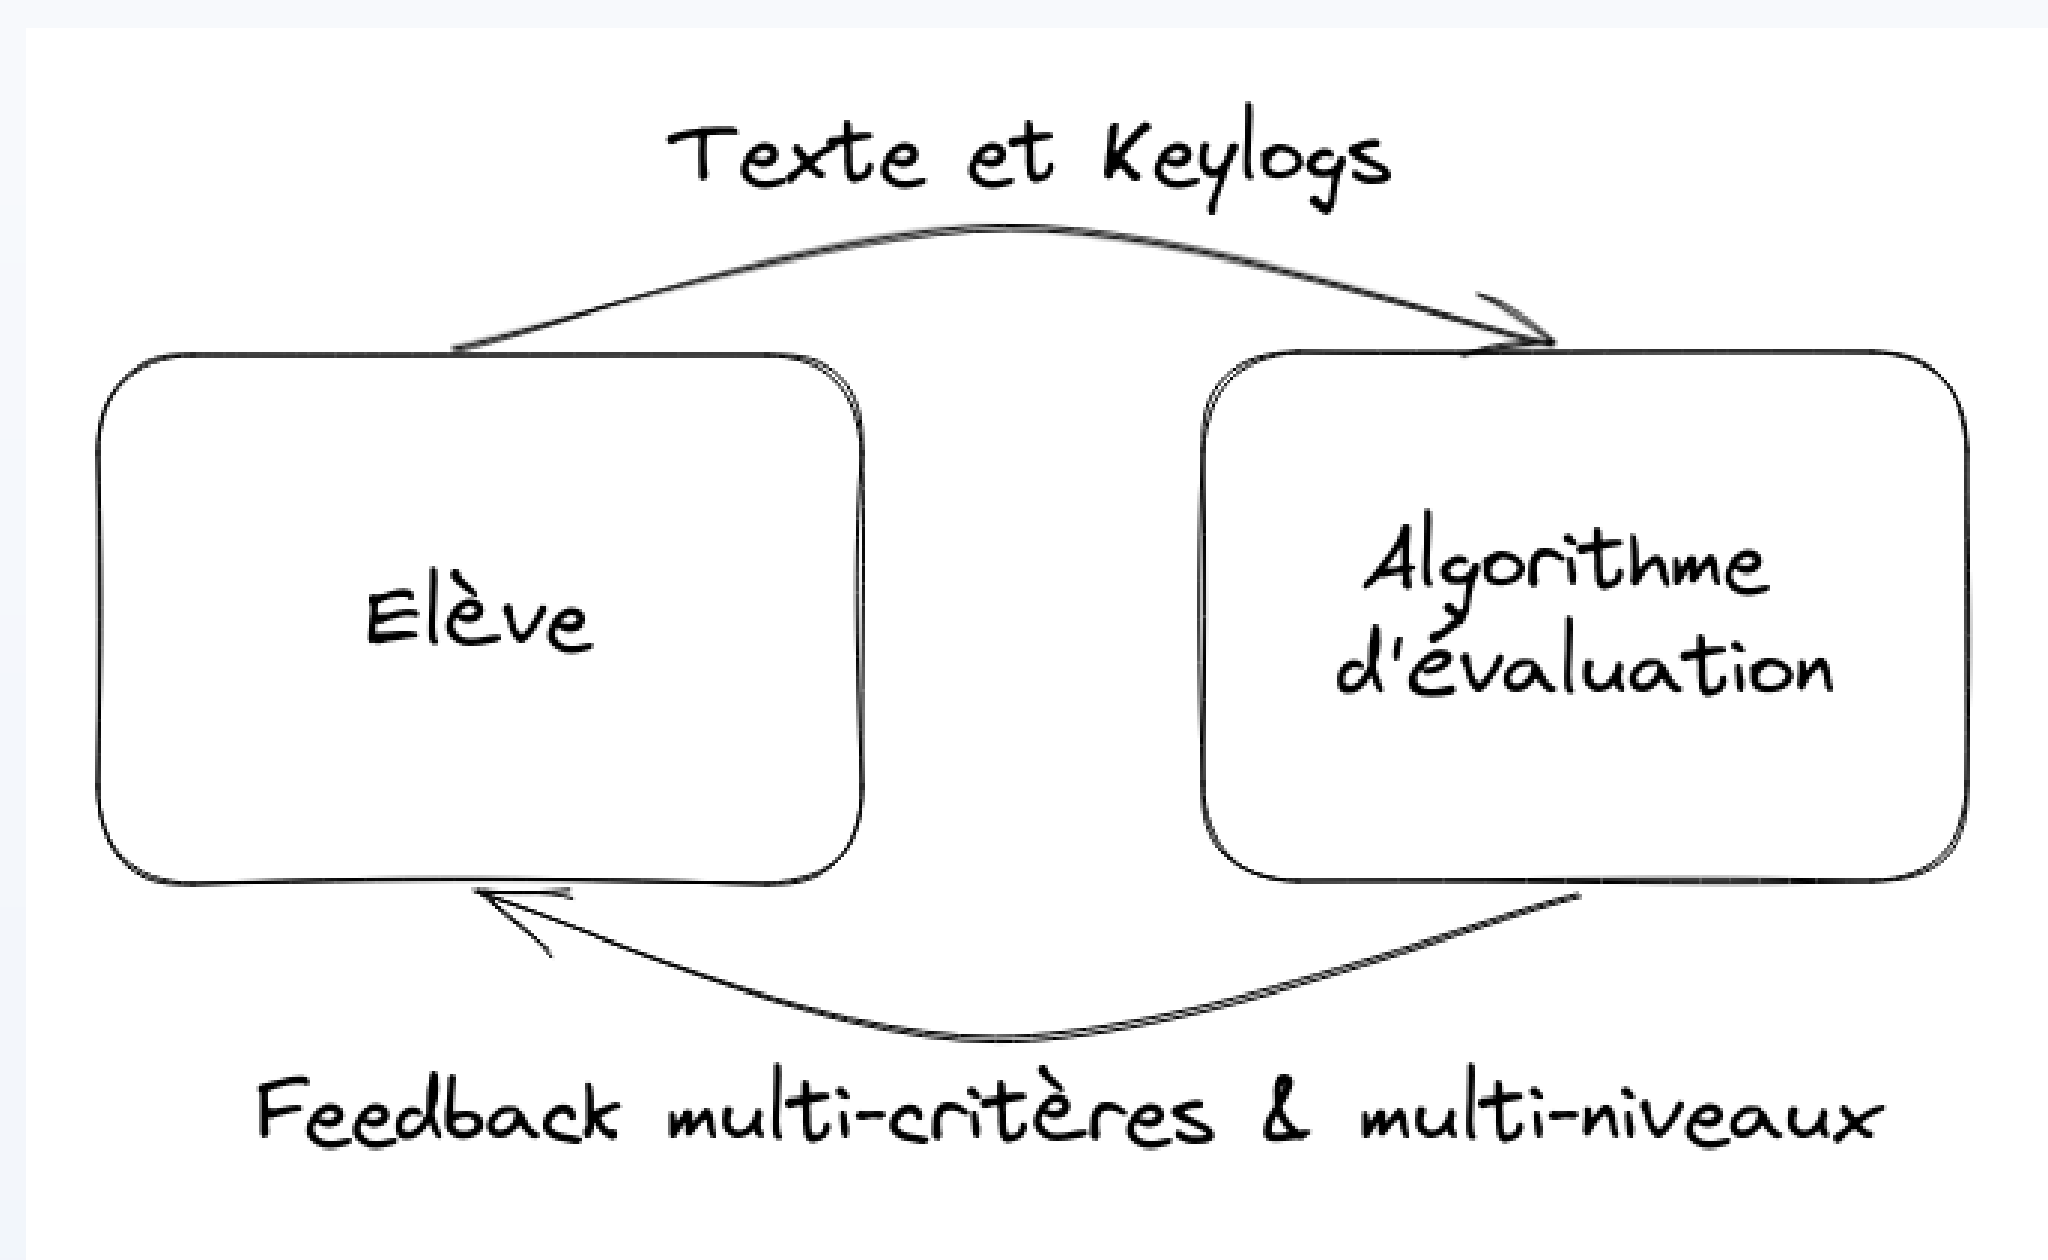 Texte et Keylogs
Elève
Algorithme
d'évaluation
Feedback multi-critères & multi-niveaux